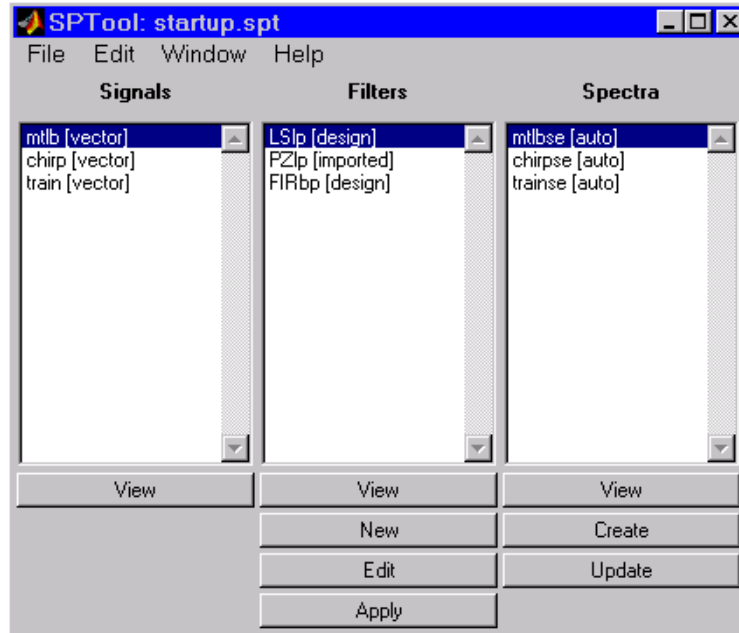 SPTool: startup.spt
File Edit Window Help
Signals Filters Spectra
mtlb [vector]
chirp [vector]
train [vector]
LSlp [design]
PZlp [imported]
FIRbp [design]
mtlbse [auto]
chirpse [auto]
trainse [auto]
View View View
New Create
Edit Update
Apply